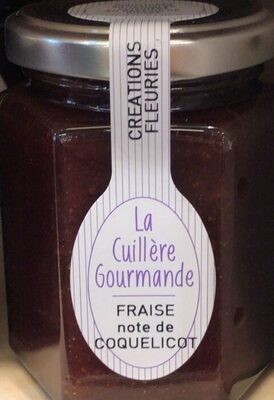 CREATIONS
FLEURIES
La
Cuillère
Gourmande
FRAISE
note de
COQUELICOT